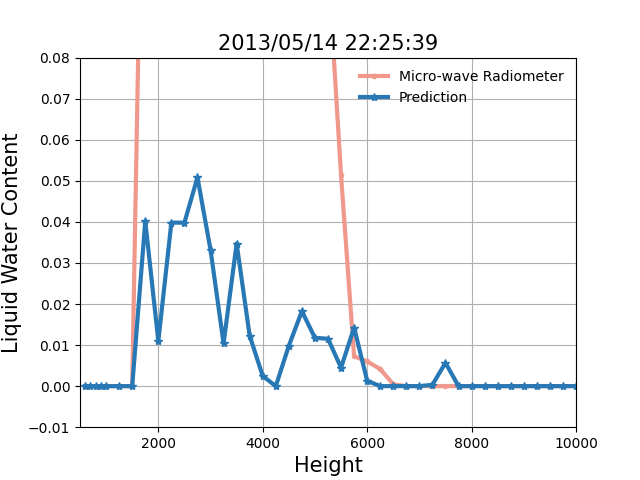 2013/05/14 22:25:39
Liquid Water Content
0.08
0.07
0.06
0.05
0.04
0.03
0.02
0.01
0.00
−0.01
Micro-wave Radiometer
Prediction
2000 4000 6000 8000 10000
Height